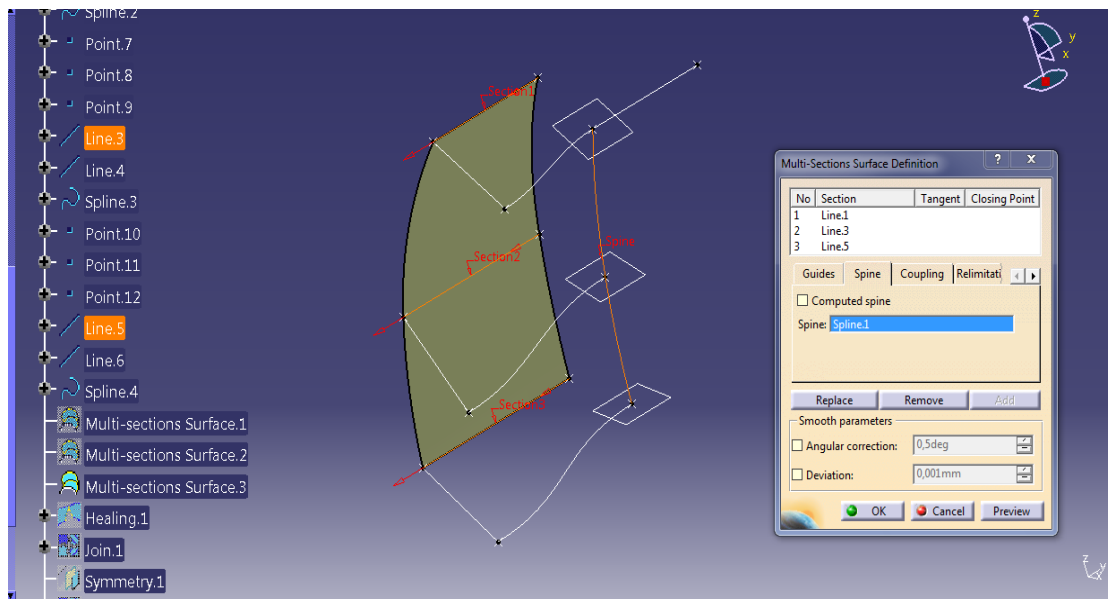 Spline.2
Point.7
Point.8
Point.9
Line.3
Line.4
Spline.3
Point.10
Point.11
Point.12
Line.5
Line.6
Spline.4
Multi-sections Surface.1
Multi-sections Surface.2
Multi-sections Surface.3
Healing.1
Join.1
Symmetry.1
Section1
Section2
Section3
Spine
z
y
x
Multi-Sections Surface Definition
? X
No Section Tangent Closing Point
1 Line.1
2 Line.3
3 Line.5
Guides Spine Coupling Relimitati
Computed spine
Spine: Spline.1
Replace Remove Add
Smooth parameters
Angular correction: 0,5deg
Deviation: 0,001mm
OK Cancel Preview
z
y
x